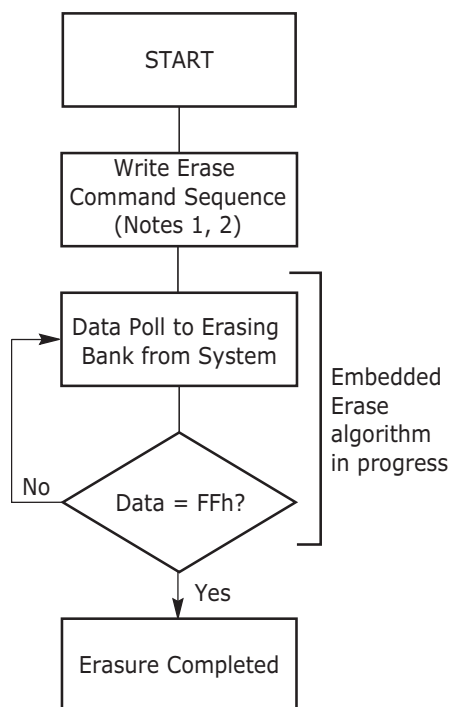 START
Write Erase
Command Sequence
(Notes 1, 2)
Data Poll to Erasing
Bank from System
Embedded
Erase
algorithm
in progress
No
Data = FFh?
Yes
Erasure Completed